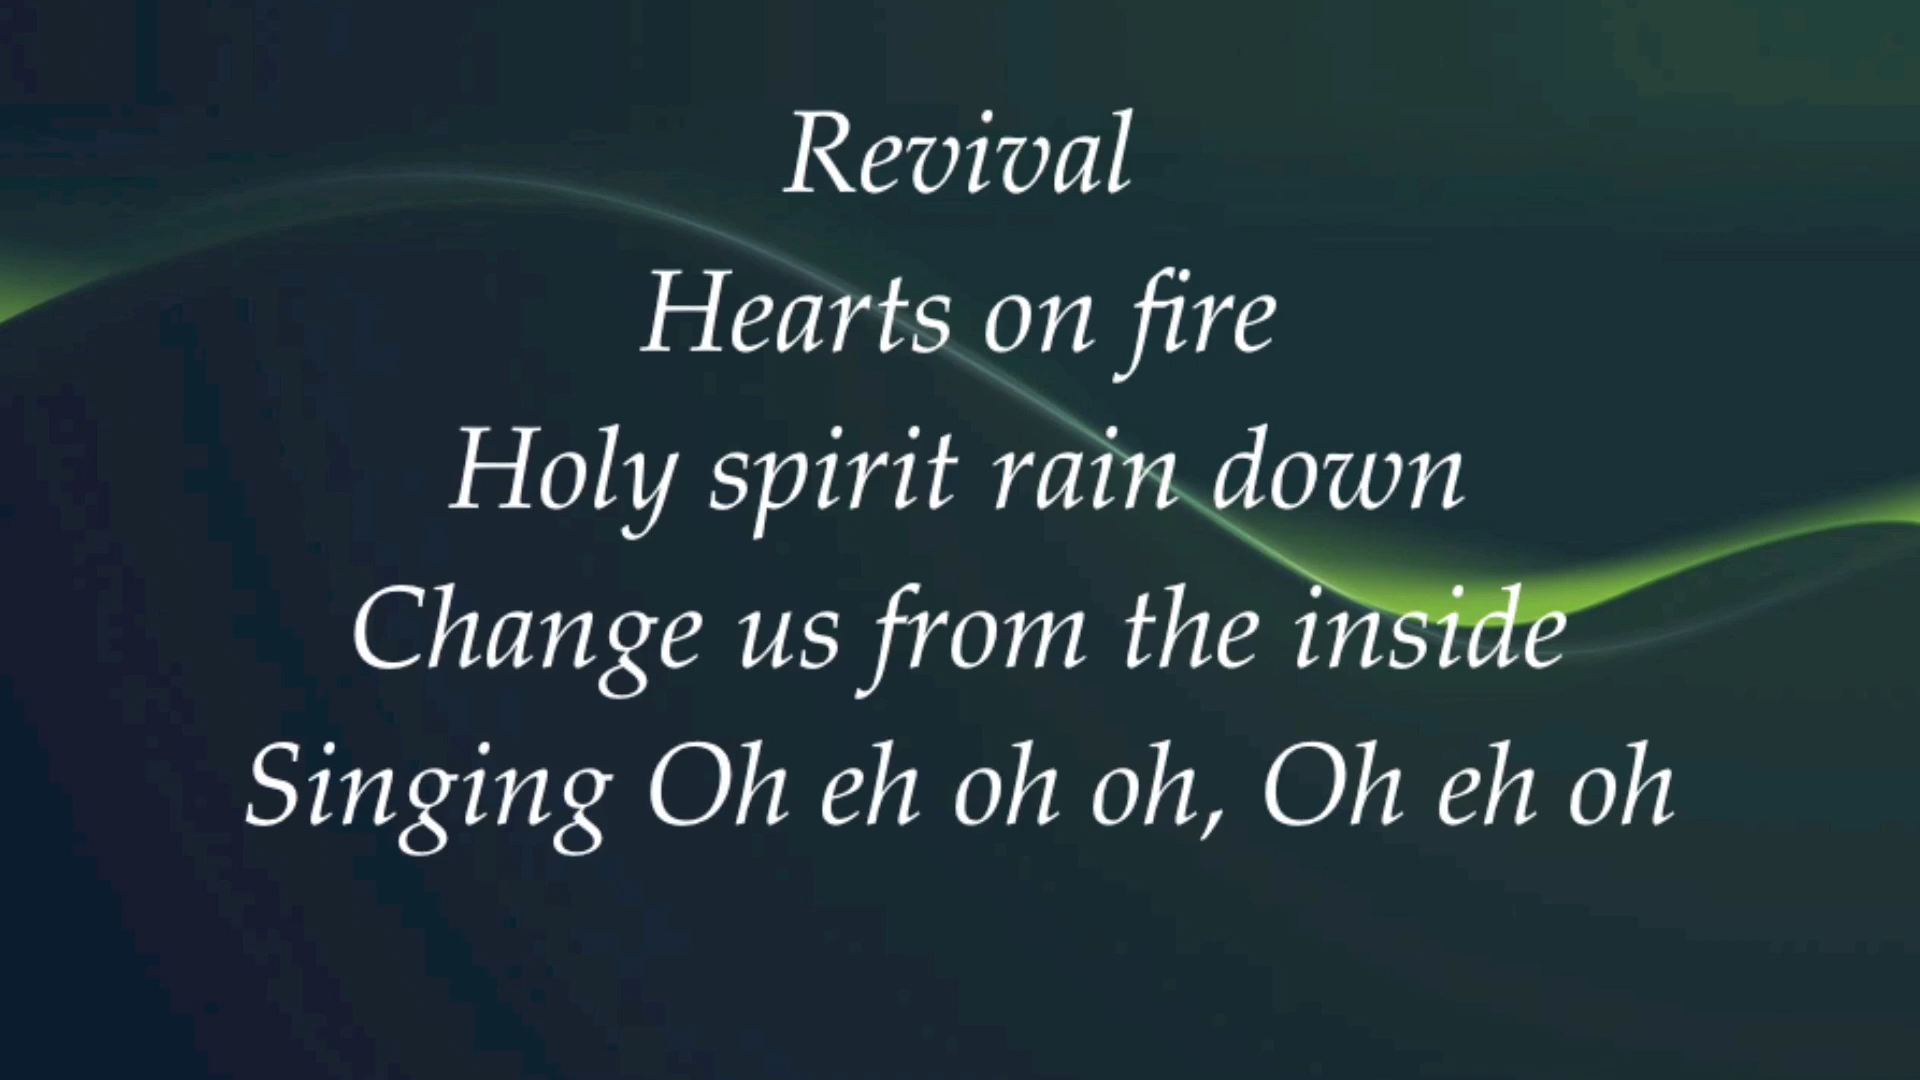 Revival
Hearts on fire
Holy spirit rain down
Change us from the inside
Singing Oh eh oh oh, Oh eh oh